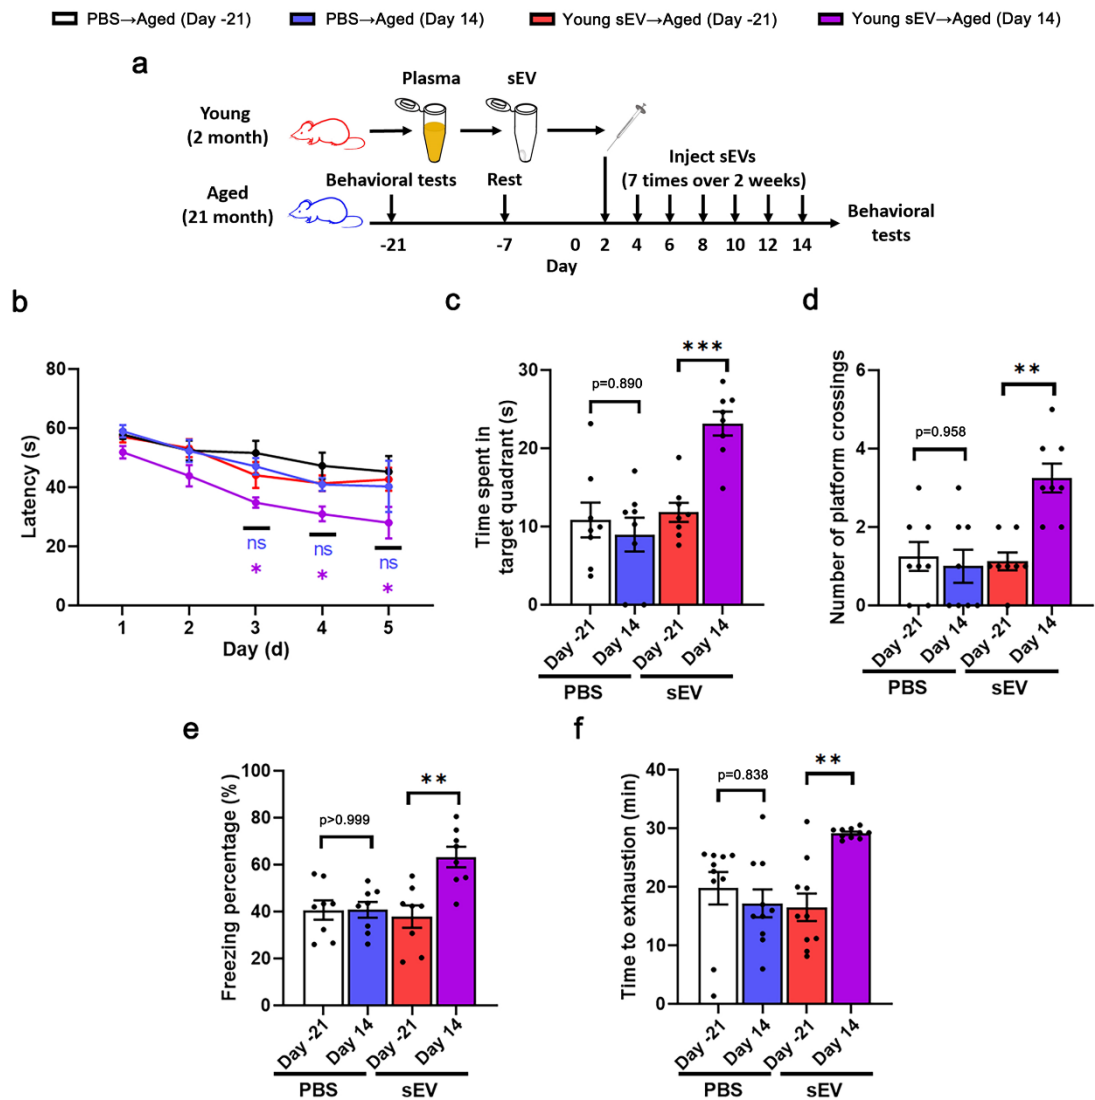 PBS→Aged (Day -21) PBS→Aged (Day 14) Young sEV→Aged (Day -21) Young sEV→Aged (Day 14)
a
Plasma sEV
Young
(2 month)
Inject sEVs
(7 times over 2 weeks)
Behavioral tests Rest
Aged
(21 month)
Behavioral
tests
-21 -7 0 2 4 6 8 10 12 14
Day
b
Latency (s)
80
60
40
20
0
ns ns ns
* * *
1 2 3 4 5
Day (d)
c
Time spent in
target quadrant (s)
30
20
10
0
p=0.890
***
Day -21 Day 14 Day -21 Day 14
PBS sEV
d
Number of platform crossings
6
4
2
0
p=0.958
**
Day -21 Day 14 Day -21 Day 14
PBS sEV
e
Freezing percentage (%)
100
80
60
40
20
0
p>0.999
**
Day -21 Day 14 Day -21 Day 14
PBS sEV
f
Time to exhaustion (min)
40
30
20
10
0
p=0.838
**
Day -21 Day 14 Day -21 Day 14
PBS sEV